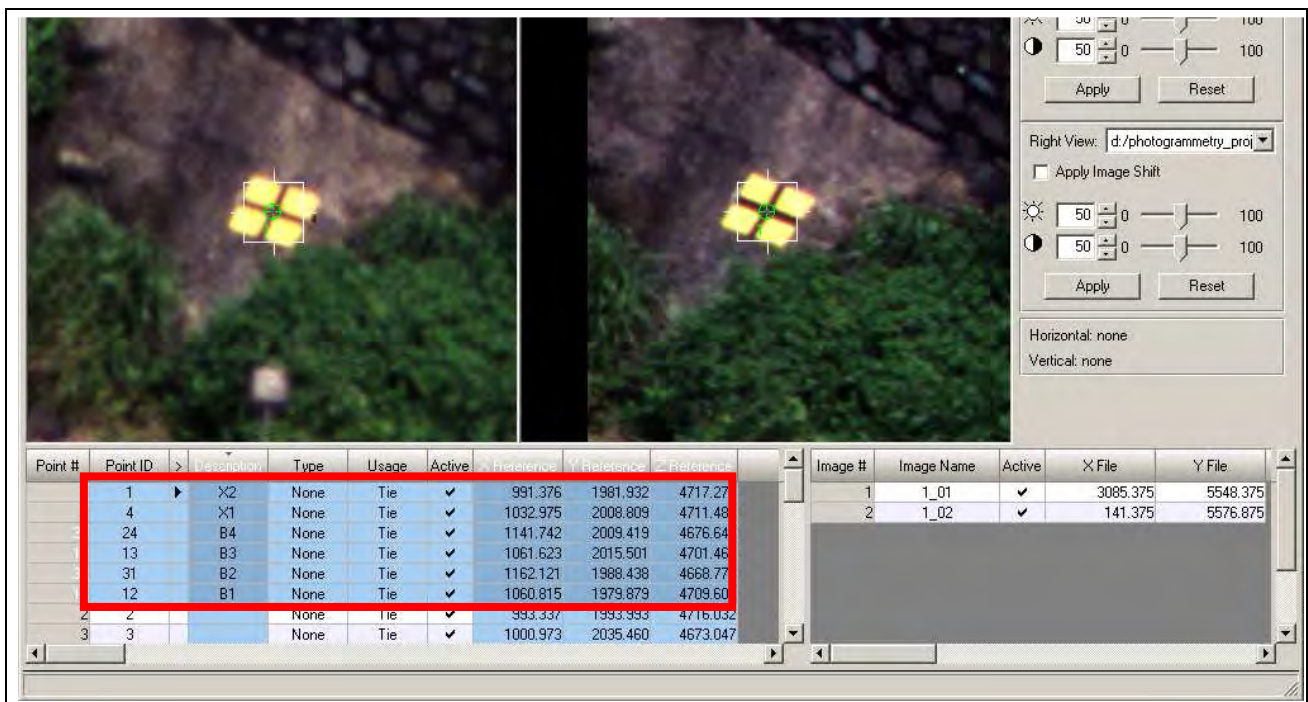 50 0 100
50 0 100
Apply Reset
Right View: d:/photogrammetry_proj
Apply Image Shift
50 0 100
50 0 100
Apply Reset
Horizontal: none
Vertical: none
Point # Point ID > Description Type Usage Active X Reference Y Reference Z Reference
1 X2 None Tie 991.376 1981.932 4717.27
4 X1 None Tie 1032.975 2008.809 4711.48
24 B4 None Tie 1141.742 2009.419 4676.64
13 B3 None Tie 1061.623 2015.501 4701.46
31 B2 None Tie 1162.121 1988.438 4668.77
12 B1 None Tie 1060.815 1979.879 4709.60
2 2 None Tie 993.337 1993.993 4716.032
3 3 None Tie 1000.973 2035.460 4673.047
Image # Image Name Active X File Y File
1 1_01 3085.375 5548.375
2 1_02 141.375 5576.875